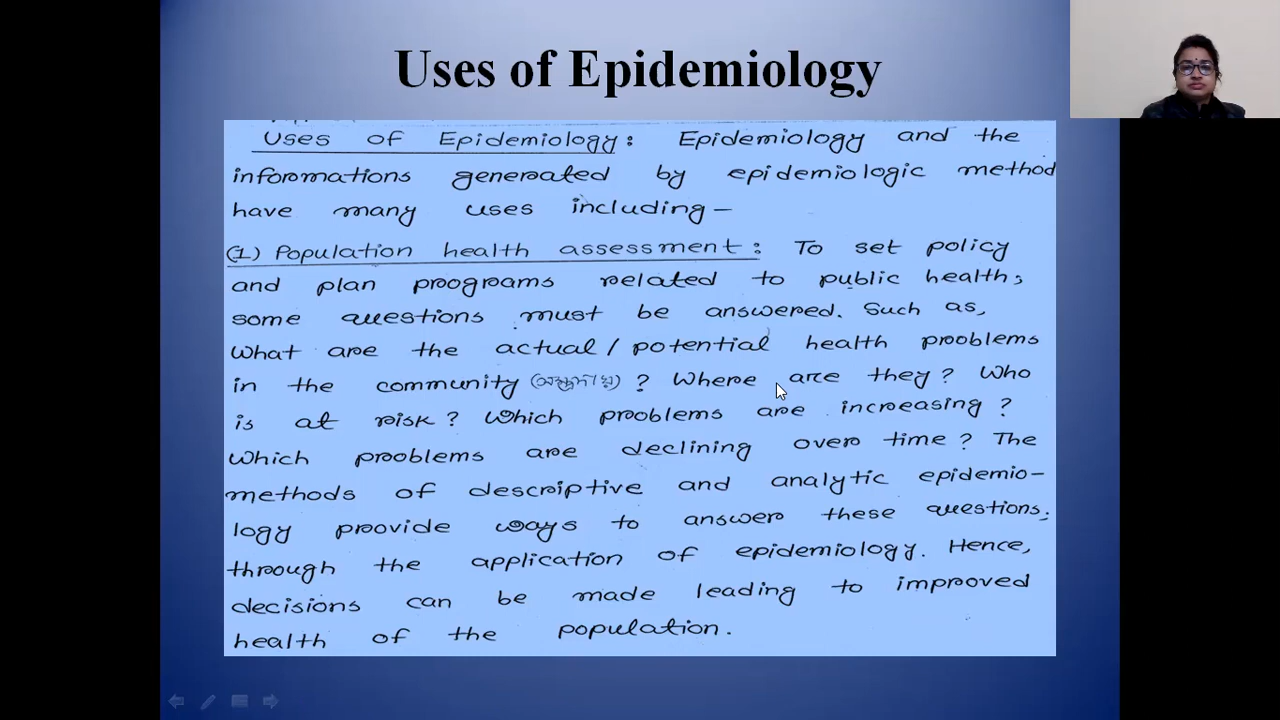 Uses of Epidemiology
Uses of Epidemiology: Epidemiology and the
informations generated by epidemiologic method
have many uses including—
(1) Population health assessment: To set policy
and plan programs related to public health;
some questions must be answered. Such as,
What are the actual/potential health problems
in the community ? Where are they? Who
is at risk? Which problems are increasing?
Which problems are declining over time? The
methods of descriptive and analytic epidemio-
logy provide ways to answer these questions;
through the application of epidemiology. Hence,
decisions can be made leading to improved
health of the population.